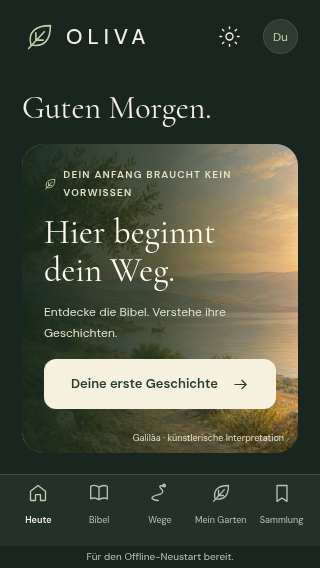 OLIVA
Du
Guten Morgen.
DEIN ANFANG BRAUCHT KEIN
VORWISSEN
Hier beginnt
dein Weg.
Entdecke die Bibel. Verstehe ihre
Geschichten.
Deine erste Geschichte →
Galiläa · künstlerische Interpretation
Heute
Bibel
Wege
Mein Garten
Sammlung
Für den Offline-Neustart bereit.